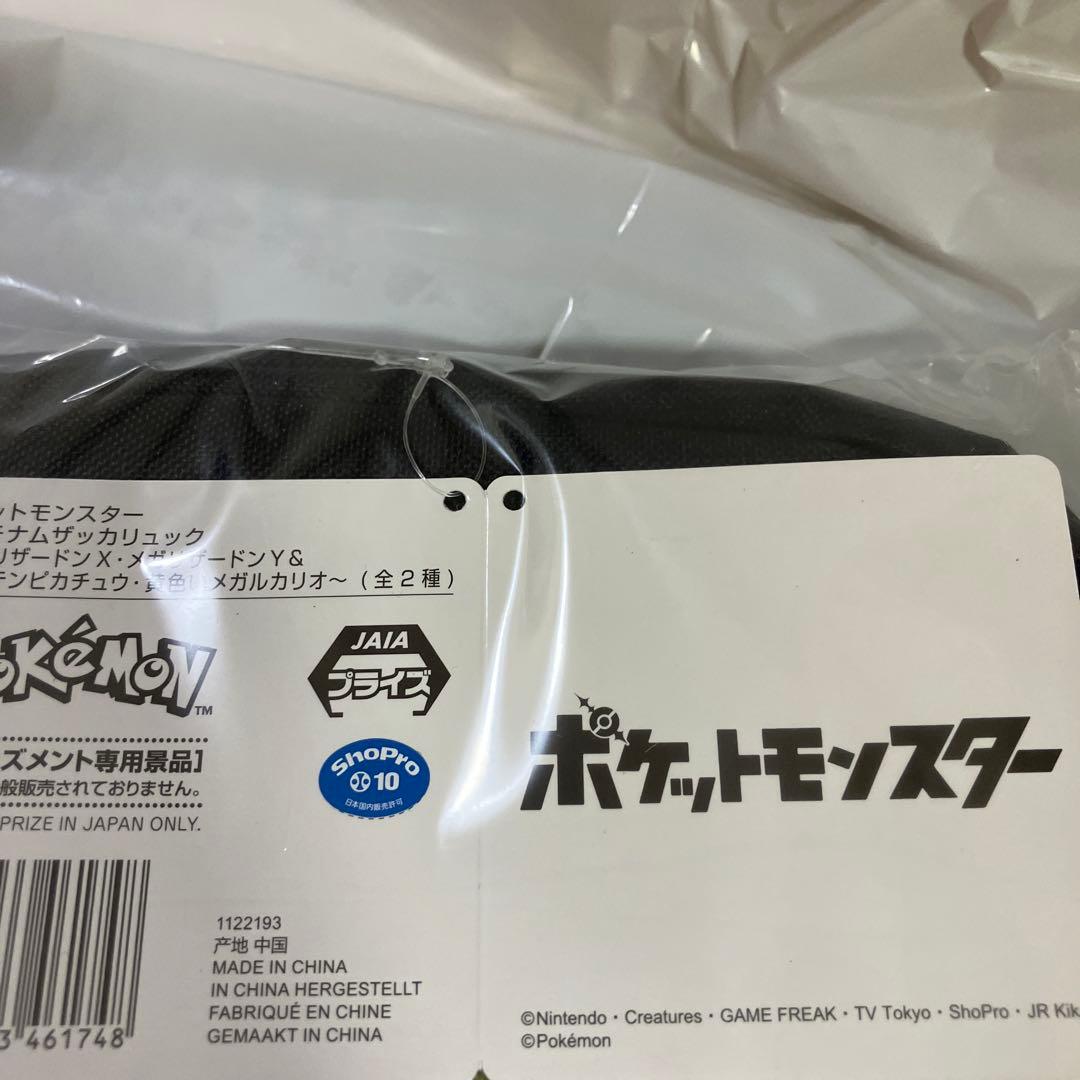 ットモンスター
ナムザッカリュック
リザードンX・メガリザードンY&
テンピカチュウ・黄色いメガルカリオ～（全2種）
POKéMON
TM
JAIA
プライズ
ズメント専用景品]
般販売されておりません。
PRIZE IN JAPAN ONLY.
ShoPro
10
日本国内販売許可
3 461748
1122193
产地 中国
MADE IN CHINA
IN CHINA HERGESTELLT
FABRIQUÉ EN CHINE
GEMAAKT IN CHINA
ポケットモンスター
©Nintendo・Creatures・GAME FREAK・TV Tokyo・ShoPro・JR Kik
©Pokémon